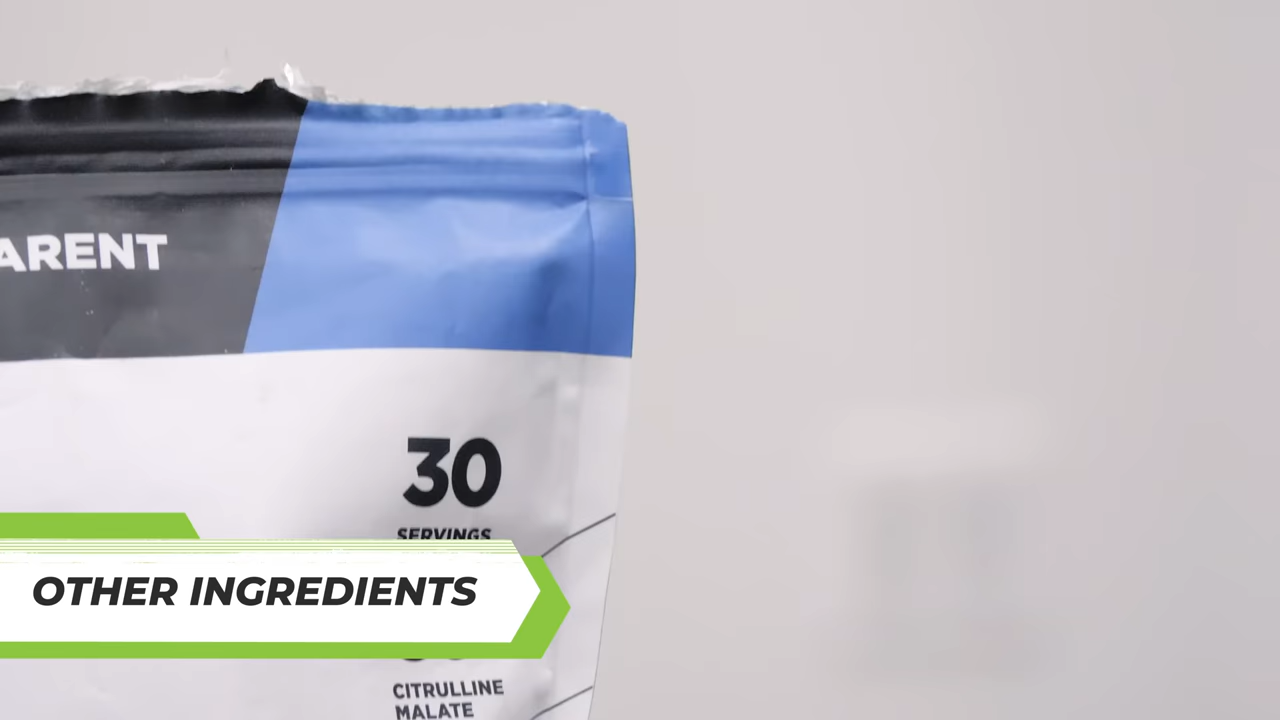 ARENT
30
SERVINGS
OTHER INGREDIENTS
CITRULLINE
MALATE